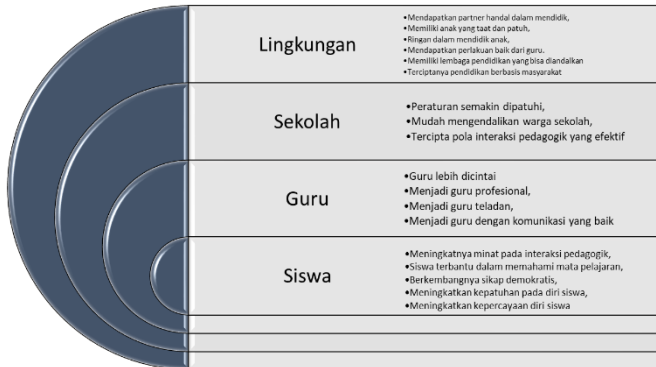 Lingkungan
•Mendapatkan partner handal dalam mendidik,
•Memiliki anak yang taat dan patuh,
•Ringan dalam mendidik anak,
•Mendapatkan perlakuan baik dari guru.
•Memiliki lembaga pendidikan yang bisa diandalkan
•Terciptanya pendidikan berbasis masyarakat
Sekolah
•Peraturan semakin dipatuhi,
•Mudah mengendalikan warga sekolah,
•Tercipta pola interaksi pedagogik yang efektif
Guru
•Guru lebih dicintai
•Menjadi guru profesional,
•Menjadi guru teladan,
•Menjadi guru dengan komunikasi yang baik
Siswa
•Meningkatnya minat pada interaksi pedagogik,
•Siswa terbantu dalam memahami mata pelajaran,
•Berkembangnya sikap demokratis,
•Meningkatkan kepatuhan pada diri siswa,
•Meningkatkan kepercayaan diri siswa